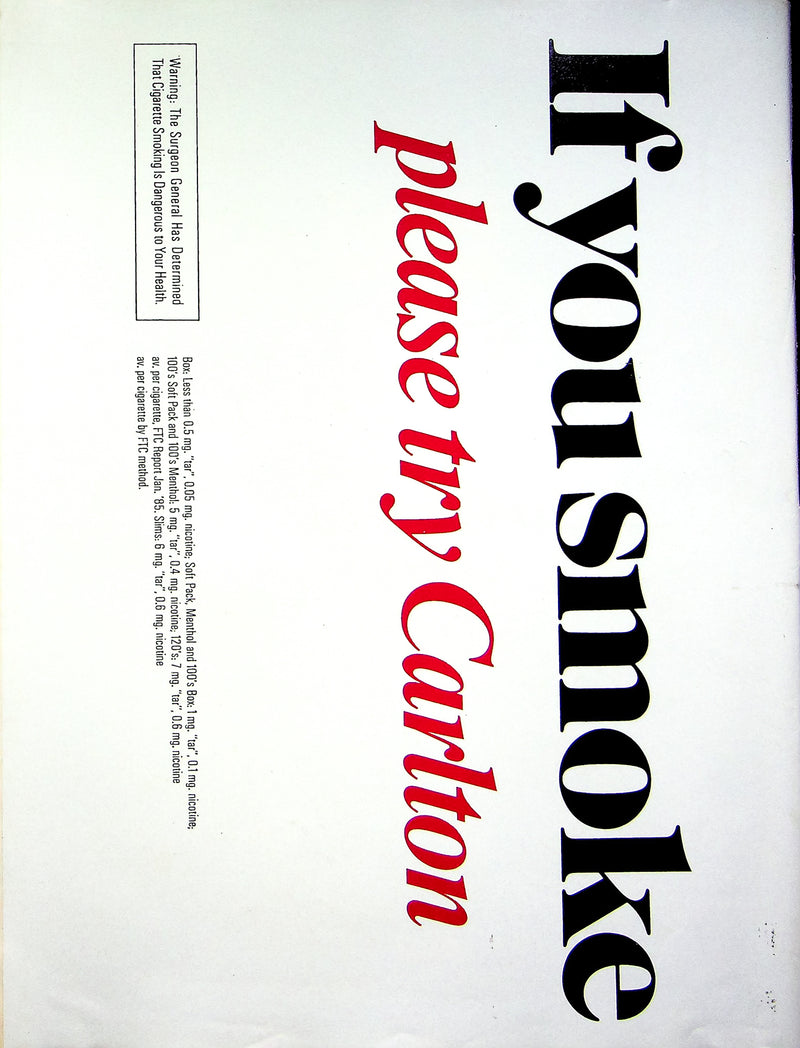 If you smoke
please try Carlton
Warning: The Surgeon General Has Determined
That Cigarette Smoking Is Dangerous to Your Health.
Box: Less than 0.5 mg. "tar", 0.05 mg. nicotine; Soft Pack, Menthol and 100's Box: 1 mg. "tar", 0.1 mg. nicotine;
100's Soft Pack and 100's Menthol: 5 mg. "tar", 0.4 mg. nicotine; 120's: 7 mg. "tar", 0.6 mg. nicotine
av. per cigarette, FTC Report Jan. '85. Slims: 6 mg. "tar", 0.6 mg. nicotine
av. per cigarette by FTC method.